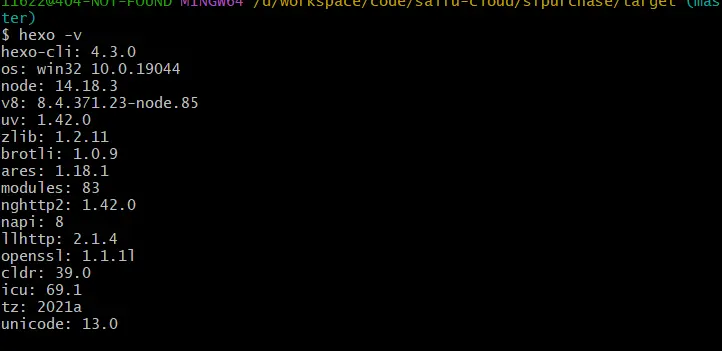 11622@404-NOT-FOUND MINGW64 /d/workspace/code/saifu-cloud/sfpurchase/target (mas
ter)
$ hexo -v
hexo-cli: 4.3.0
os: win32 10.0.19044
node: 14.18.3
v8: 8.4.371.23-node.85
uv: 1.42.0
zlib: 1.2.11
brotli: 1.0.9
ares: 1.18.1
modules: 83
nghttp2: 1.42.0
napi: 8
llhttp: 2.1.4
openssl: 1.1.1l
cldr: 39.0
icu: 69.1
tz: 2021a
unicode: 13.0